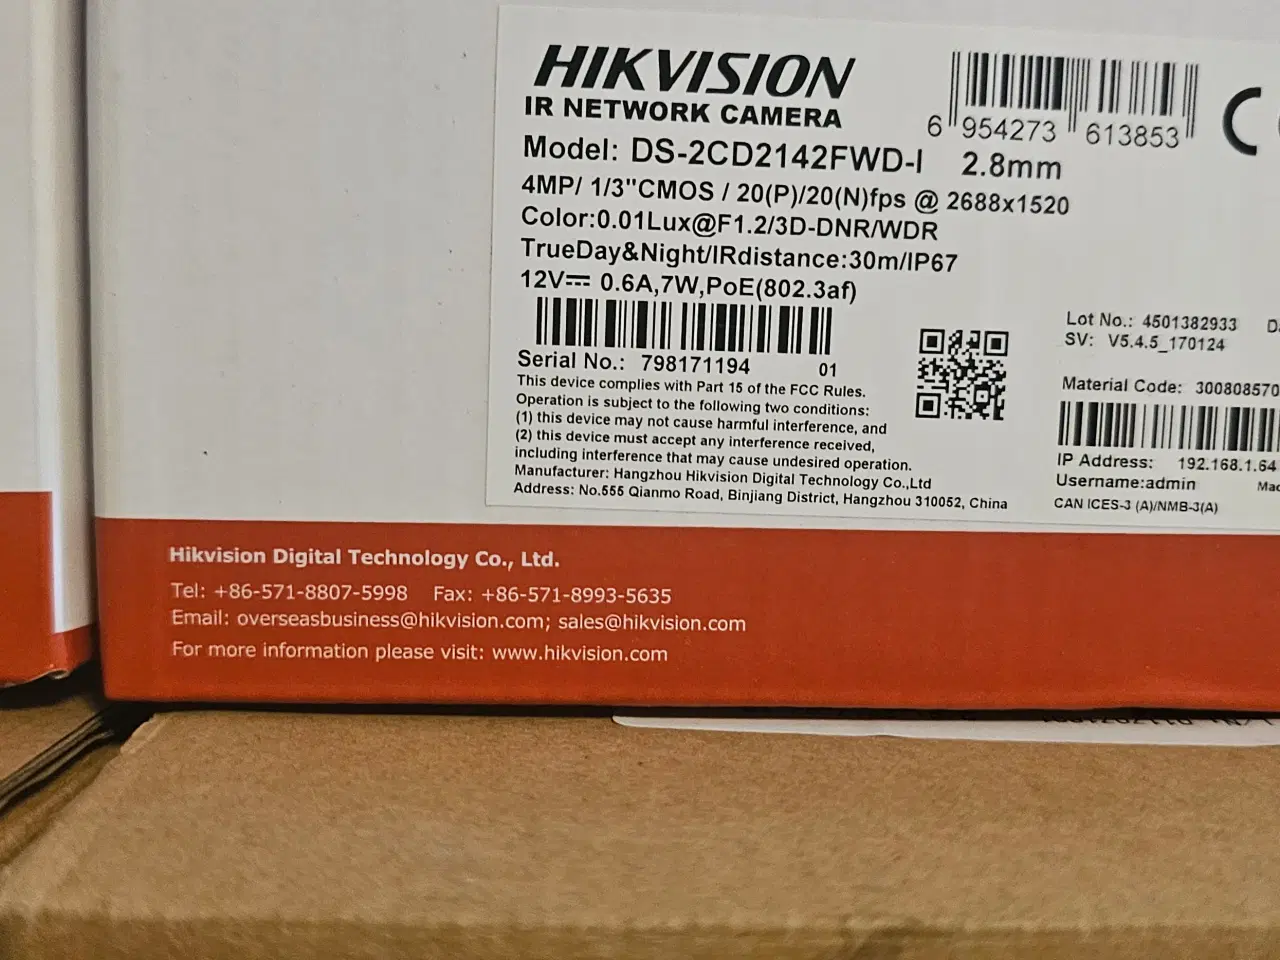 HIKVISION
IR NETWORK CAMERA
6 954273 613853
Model: DS-2CD2142FWD-I 2.8mm
4MP/ 1/3"CMOS / 20(P)/20(N)fps @ 2688x1520
Color:0.01Lux@F1.2/3D-DNR/WDR
TrueDay&Night/IRdistance:30m/IP67
12V⎓ 0.6A,7W,PoE(802.3af)
Serial No.: 798171194 01
This device complies with Part 15 of the FCC Rules.
Operation is subject to the following two conditions:
(1) this device may not cause harmful interference, and
(2) this device must accept any interference received,
including interference that may cause undesired operation.
Manufacturer: Hangzhou Hikvision Digital Technology Co.,Ltd
Address: No.555 Qianmo Road, Binjiang District, Hangzhou 310052, China
Lot No.: 4501382933
SV: V5.4.5_170124
Material Code: 300808570
IP Address: 192.168.1.64
Username:admin
CAN ICES-3 (A)/NMB-3(A)
Hikvision Digital Technology Co., Ltd.
Tel: +86-571-8807-5998 Fax: +86-571-8993-5635
Email: overseasbusiness@hikvision.com; sales@hikvision.com
For more information please visit: www.hikvision.com